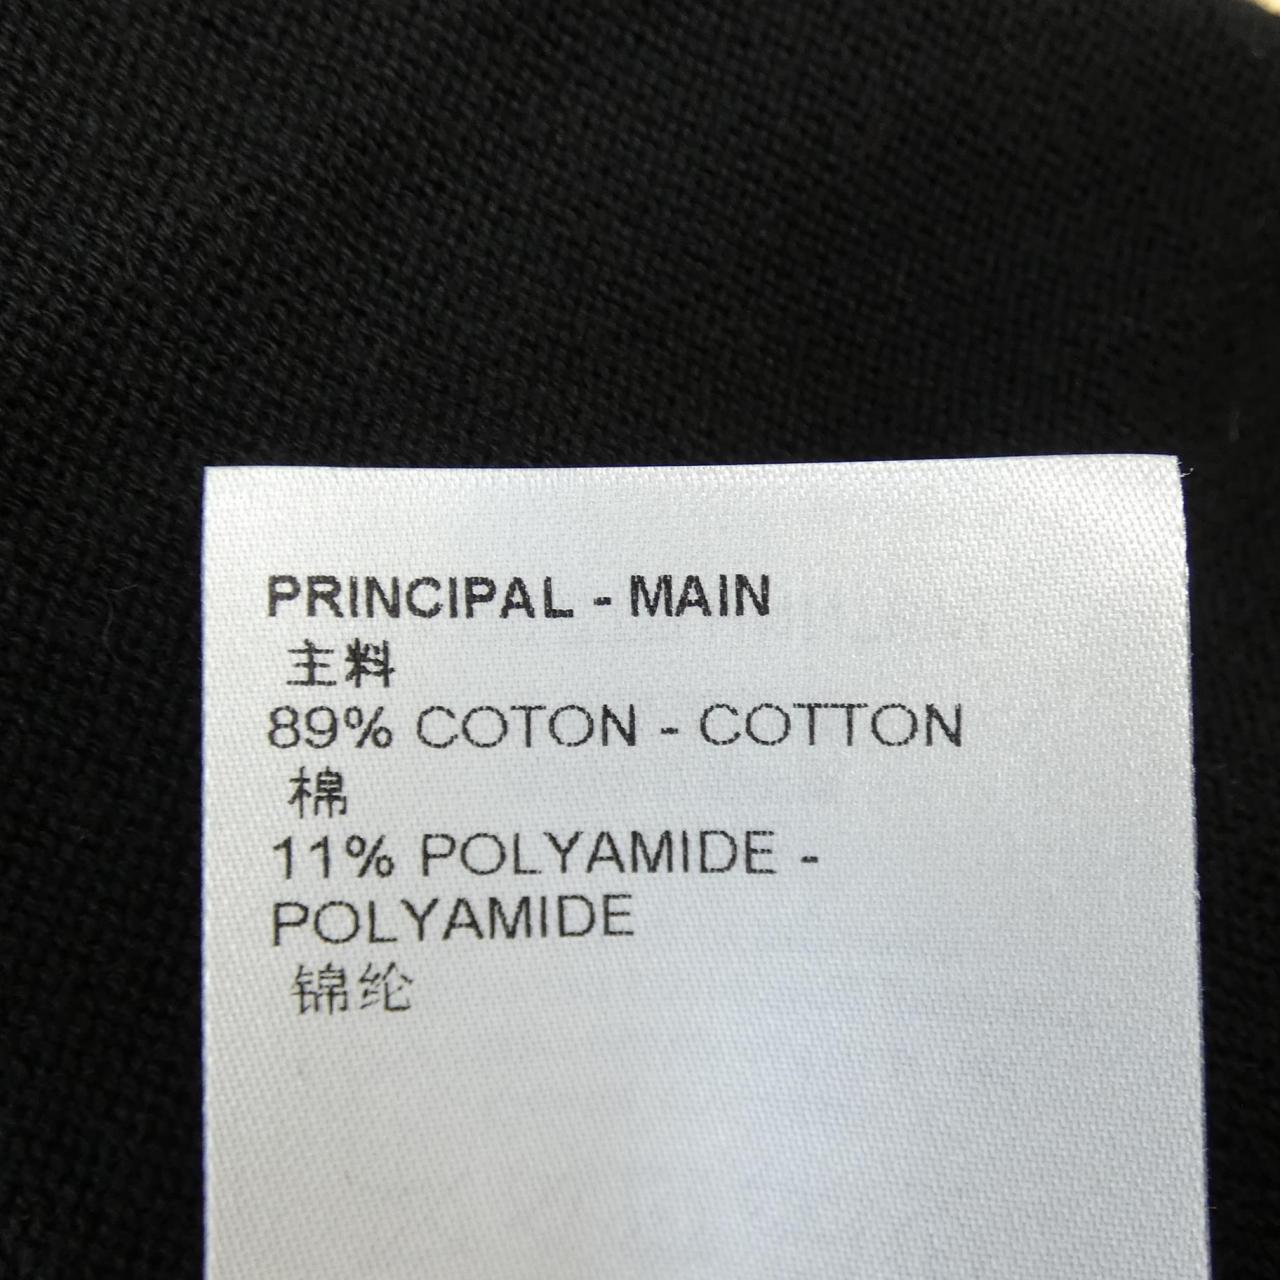 PRINCIPAL - MAIN
主料
89% COTON - COTTON
棉
11% POLYAMIDE -
POLYAMIDE
锦纶